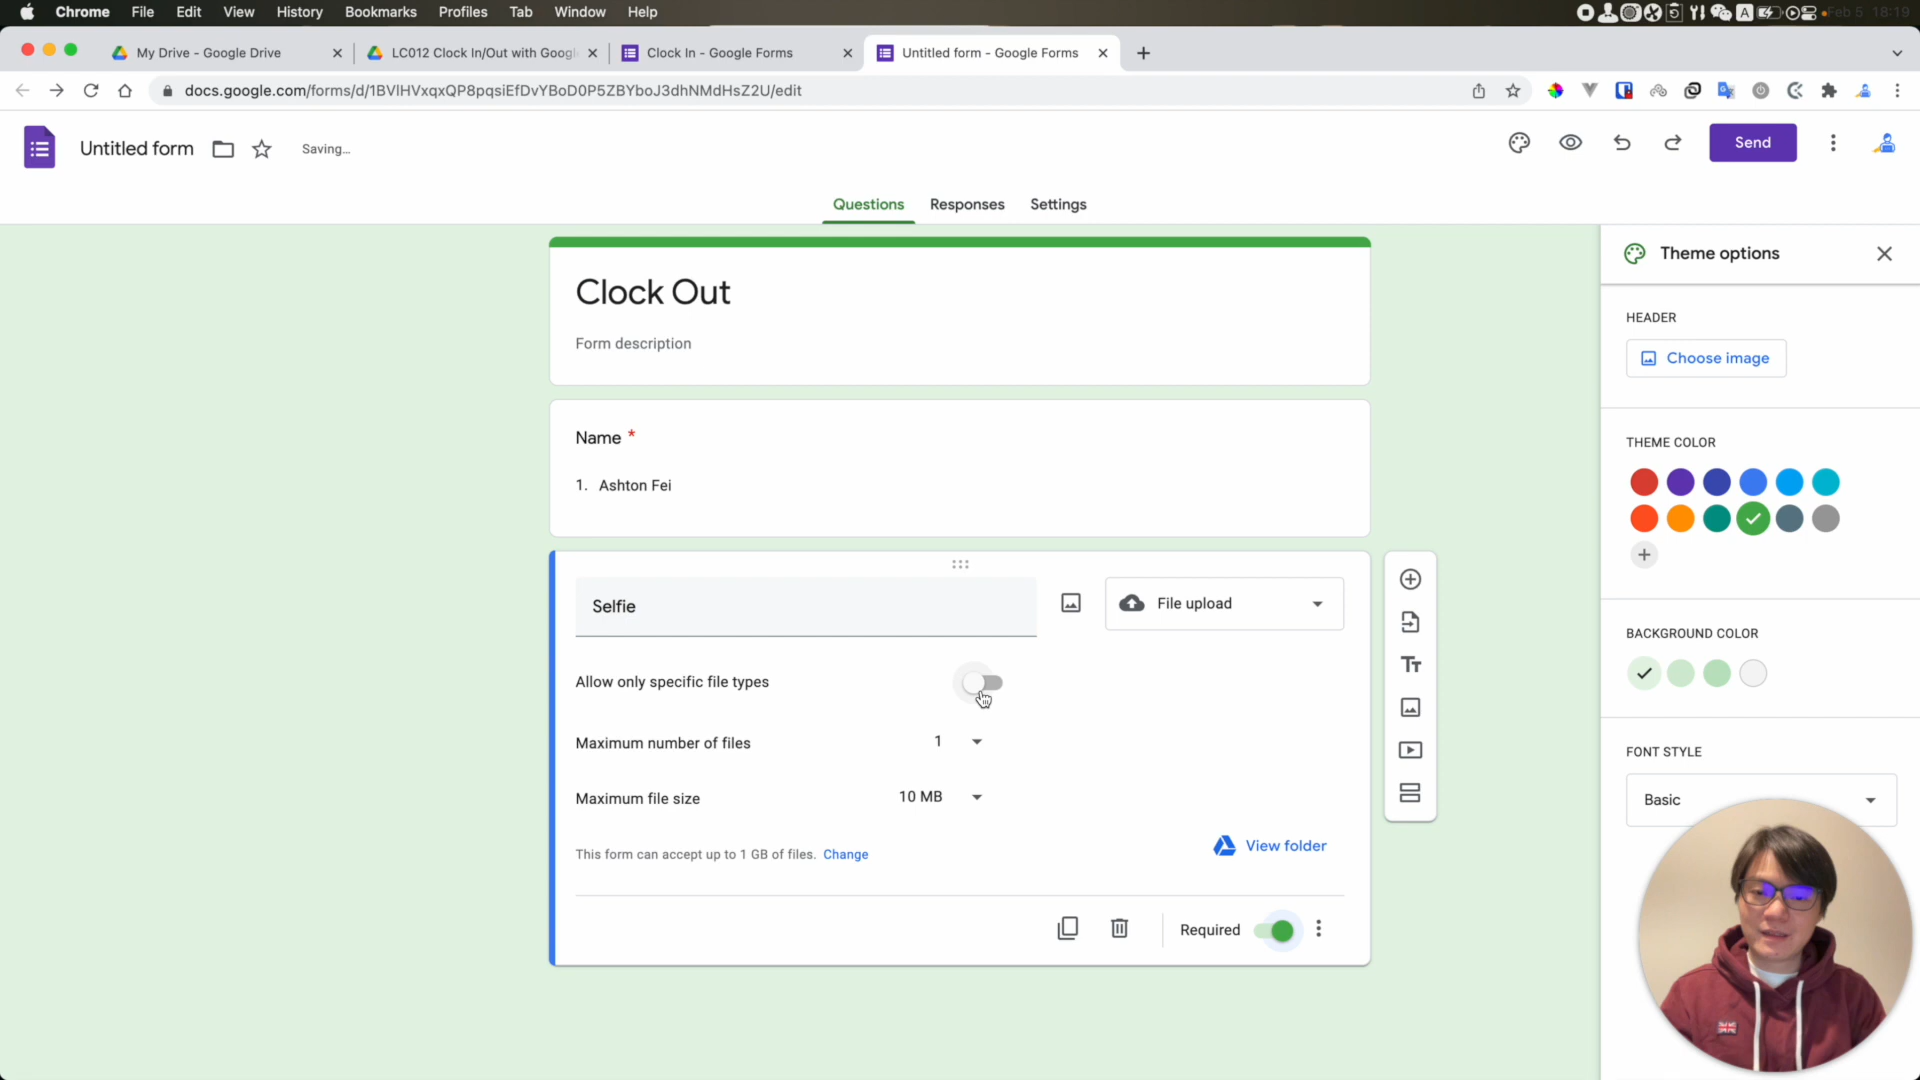 Chrome File Edit View History Bookmarks Profiles Tab Window Help
A Feb 5 18:19
My Drive - Google Drive
LC012 Clock In/Out with Googl
Clock In - Google Forms
Untitled form - Google Forms
docs.google.com/forms/d/1BVlHVxqxQP8pqsiEfDvYBoD0P5ZBYboJ3dhNMdHsZ2U/edit
Untitled form
Saving...
Send
Questions
Responses
Settings
Theme options
Clock Out
Form description
HEADER
Choose image
Name *
1. Ashton Fei
THEME COLOR
Selfie
File upload
Allow only specific file types
Maximum number of files
1
Maximum file size
10 MB
This form can accept up to 1 GB of files. Change
View folder
Required
BACKGROUND COLOR
FONT STYLE
Basic